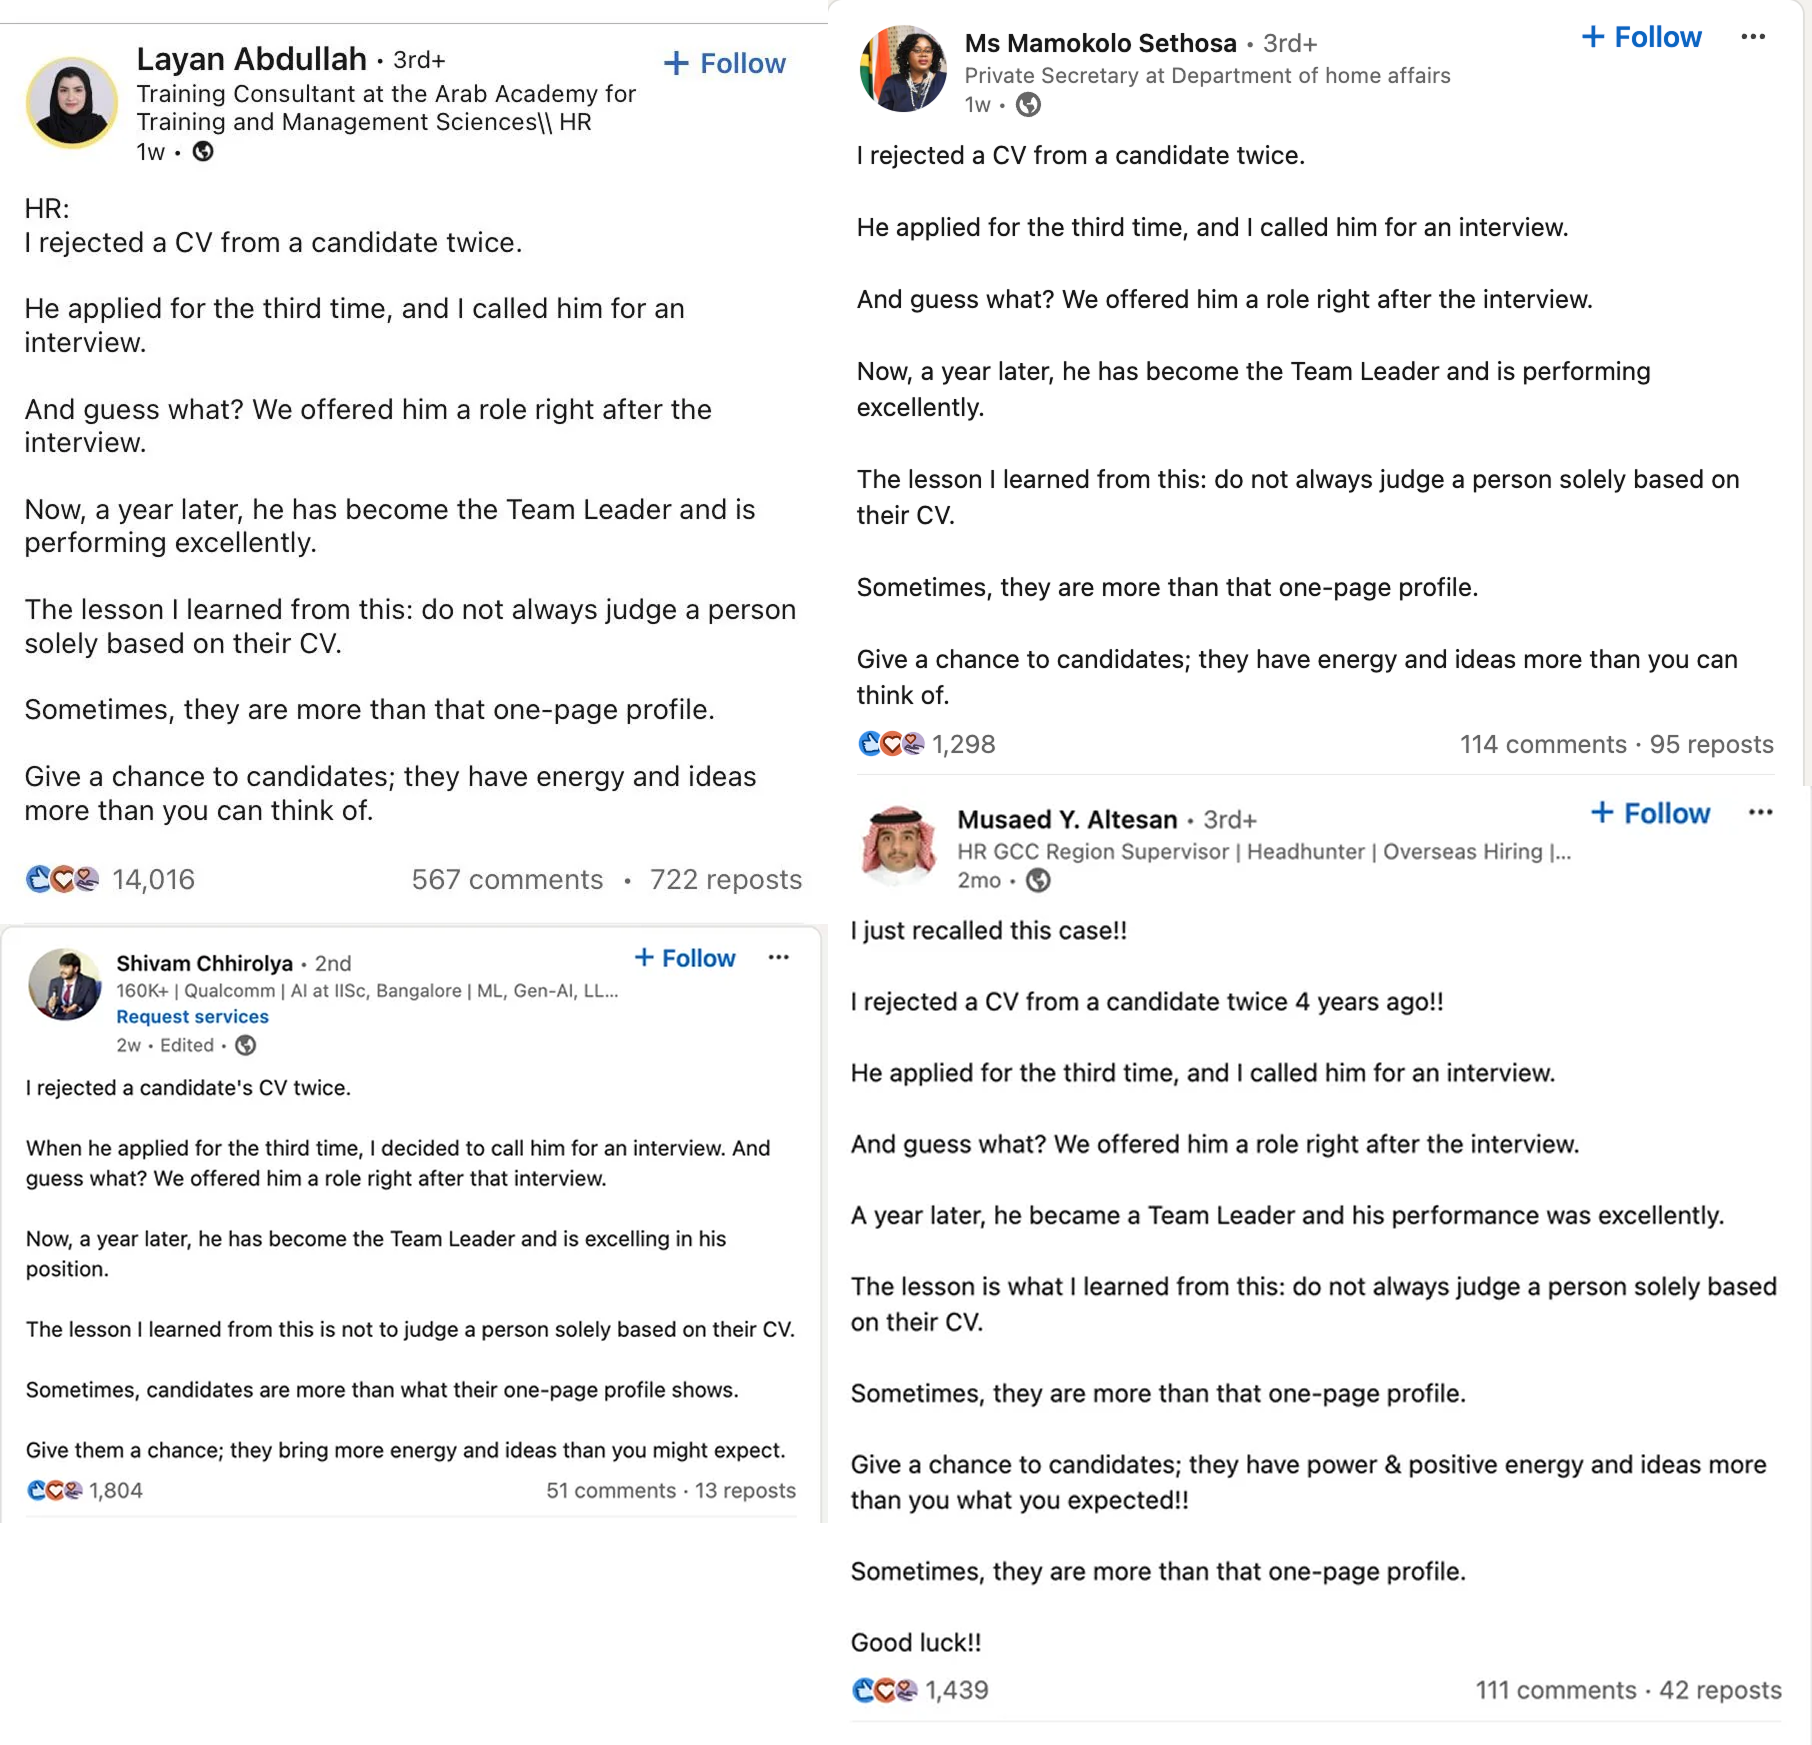 Layan Abdullah • 3rd+
+ Follow
Training Consultant at the Arab Academy for
Training and Management Sciences\\ HR
1w •
HR:
I rejected a CV from a candidate twice.
He applied for the third time, and I called him for an
interview.
And guess what? We offered him a role right after the
interview.
Now, a year later, he has become the Team Leader and is
performing excellently.
The lesson I learned from this: do not always judge a person
solely based on their CV.
Sometimes, they are more than that one-page profile.
Give a chance to candidates; they have energy and ideas
more than you can think of.
14,016
567 comments • 722 reposts
Ms Mamokolo Sethosa • 3rd+
+ Follow ...
Private Secretary at Department of home affairs
1w •
I rejected a CV from a candidate twice.
He applied for the third time, and I called him for an interview.
And guess what? We offered him a role right after the interview.
Now, a year later, he has become the Team Leader and is performing
excellently.
The lesson I learned from this: do not always judge a person solely based on
their CV.
Sometimes, they are more than that one-page profile.
Give a chance to candidates; they have energy and ideas more than you can
think of.
1,298
114 comments · 95 reposts
Shivam Chhirolya • 2nd
+ Follow ...
160K+ | Qualcomm | AI at IISc, Bangalore | ML, Gen-AI, LL...
Request services
2w • Edited •
I rejected a candidate's CV twice.
When he applied for the third time, I decided to call him for an interview. And
guess what? We offered him a role right after that interview.
Now, a year later, he has become the Team Leader and is excelling in his
position.
The lesson I learned from this is not to judge a person solely based on their CV.
Sometimes, candidates are more than what their one-page profile shows.
Give them a chance; they bring more energy and ideas than you might expect.
1,804
51 comments · 13 reposts
Musaed Y. Altesan • 3rd+
+ Follow ...
HR GCC Region Supervisor | Headhunter | Overseas Hiring |...
2mo •
I just recalled this case!!
I rejected a CV from a candidate twice 4 years ago!!
He applied for the third time, and I called him for an interview.
And guess what? We offered him a role right after the interview.
A year later, he became a Team Leader and his performance was excellently.
The lesson is what I learned from this: do not always judge a person solely based
on their CV.
Sometimes, they are more than that one-page profile.
Give a chance to candidates; they have power & positive energy and ideas more
than you what you expected!!
Sometimes, they are more than that one-page profile.
Good luck!!
1,439
111 comments · 42 reposts